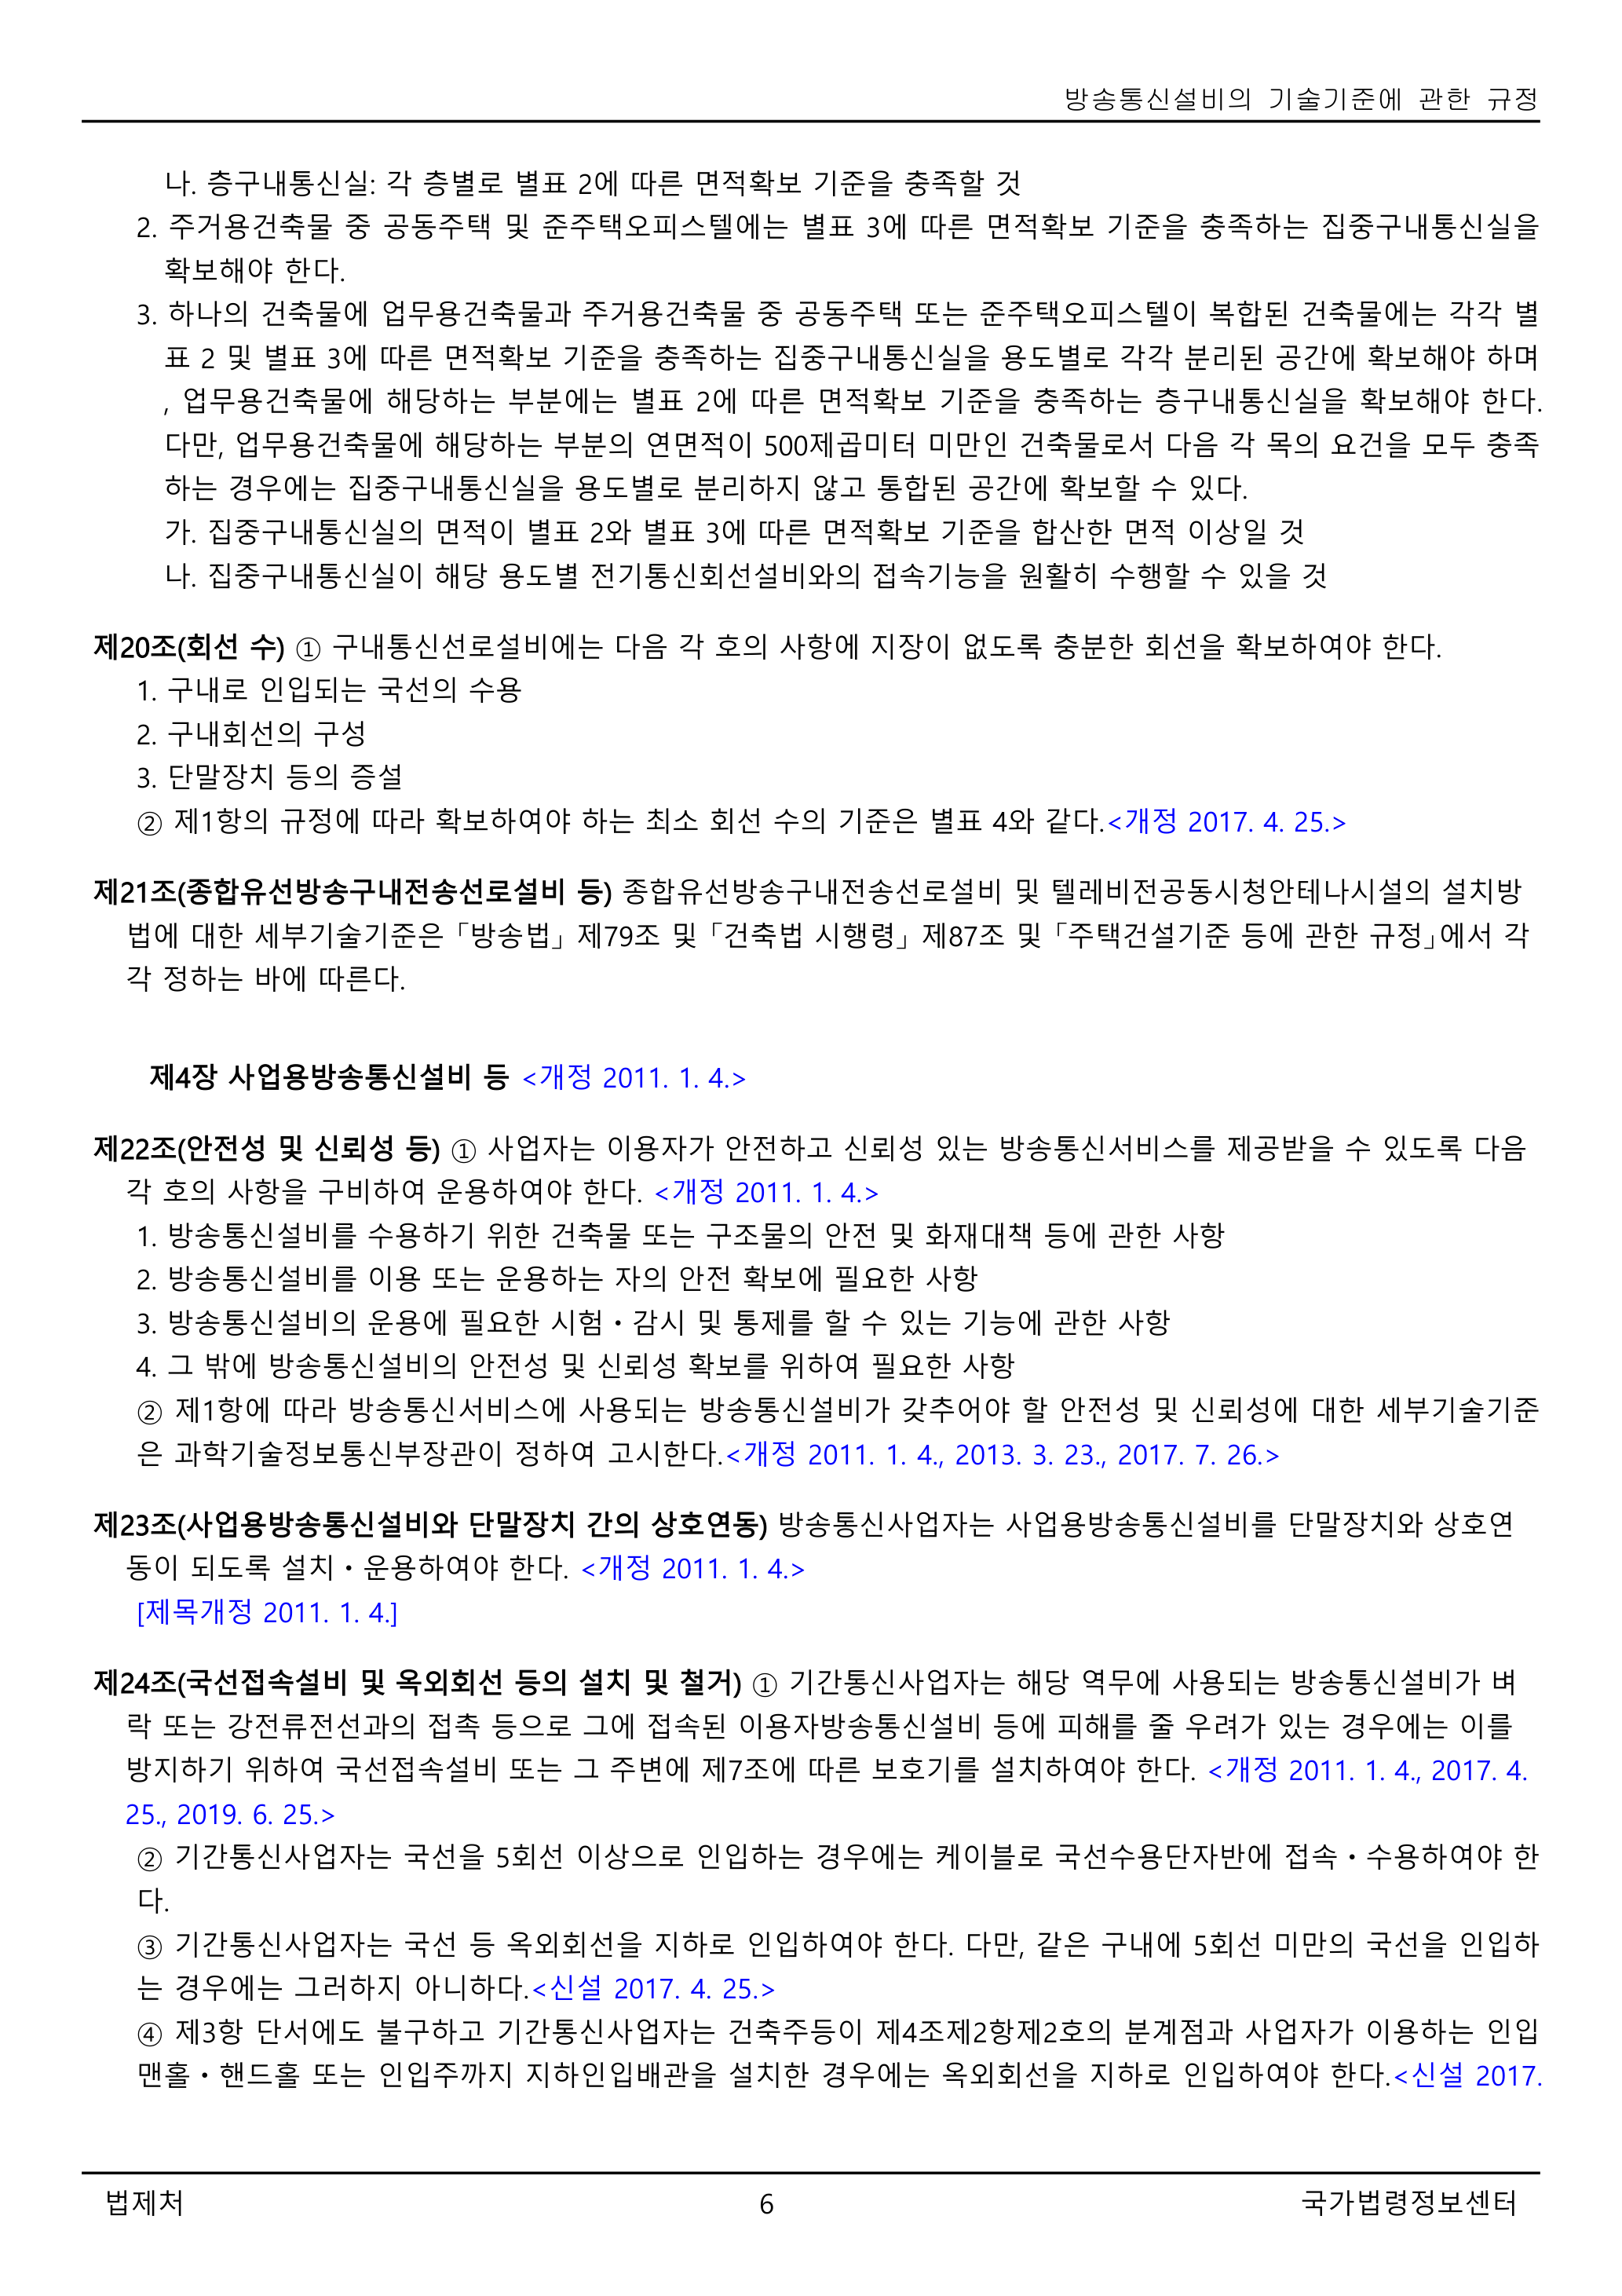 방송통신설비의 기술기준에 관한 규정
나. 층구내통신실: 각 층별로 별표 2에 따른 면적확보 기준을 충족할 것
2. 주거용건축물 중 공동주택 및 준주택오피스텔에는 별표 3에 따른 면적확보 기준을 충족하는 집중구내통신실을
확보해야 한다.
3. 하나의 건축물에 업무용건축물과 주거용건축물 중 공동주택 또는 준주택오피스텔이 복합된 건축물에는 각각 별
표 2 및 별표 3에 따른 면적확보 기준을 충족하는 집중구내통신실을 용도별로 각각 분리된 공간에 확보해야 하며
, 업무용건축물에 해당하는 부분에는 별표 2에 따른 면적확보 기준을 충족하는 층구내통신실을 확보해야 한다.
다만, 업무용건축물에 해당하는 부분의 연면적이 500제곱미터 미만인 건축물로서 다음 각 목의 요건을 모두 충족
하는 경우에는 집중구내통신실을 용도별로 분리하지 않고 통합된 공간에 확보할 수 있다.
가. 집중구내통신실의 면적이 별표 2와 별표 3에 따른 면적확보 기준을 합산한 면적 이상일 것
나. 집중구내통신실이 해당 용도별 전기통신회선설비와의 접속기능을 원활히 수행할 수 있을 것
제20조(회선 수) ① 구내통신선로설비에는 다음 각 호의 사항에 지장이 없도록 충분한 회선을 확보하여야 한다.
1. 구내로 인입되는 국선의 수용
2. 구내회선의 구성
3. 단말장치 등의 증설
② 제1항의 규정에 따라 확보하여야 하는 최소 회선 수의 기준은 별표 4와 같다.<개정 2017. 4. 25.>
제21조(종합유선방송구내전송선로설비 등) 종합유선방송구내전송선로설비 및 텔레비전공동시청안테나시설의 설치방
법에 대한 세부기술기준은「방송법」제79조 및「건축법 시행령」제87조 및「주택건설기준 등에 관한 규정」에서 각
각 정하는 바에 따른다.
제4장 사업용방송통신설비 등 <개정 2011. 1. 4.>
제22조(안전성 및 신뢰성 등) ① 사업자는 이용자가 안전하고 신뢰성 있는 방송통신서비스를 제공받을 수 있도록 다음
각 호의 사항을 구비하여 운용하여야 한다. <개정 2011. 1. 4.>
1. 방송통신설비를 수용하기 위한 건축물 또는 구조물의 안전 및 화재대책 등에 관한 사항
2. 방송통신설비를 이용 또는 운용하는 자의 안전 확보에 필요한 사항
3. 방송통신설비의 운용에 필요한 시험ㆍ감시 및 통제를 할 수 있는 기능에 관한 사항
4. 그 밖에 방송통신설비의 안전성 및 신뢰성 확보를 위하여 필요한 사항
② 제1항에 따라 방송통신서비스에 사용되는 방송통신설비가 갖추어야 할 안전성 및 신뢰성에 대한 세부기술기준
은 과학기술정보통신부장관이 정하여 고시한다.<개정 2011. 1. 4., 2013. 3. 23., 2017. 7. 26.>
제23조(사업용방송통신설비와 단말장치 간의 상호연동) 방송통신사업자는 사업용방송통신설비를 단말장치와 상호연
동이 되도록 설치ㆍ운용하여야 한다. <개정 2011. 1. 4.>
[제목개정 2011. 1. 4.]
제24조(국선접속설비 및 옥외회선 등의 설치 및 철거) ① 기간통신사업자는 해당 역무에 사용되는 방송통신설비가 벼
락 또는 강전류전선과의 접촉 등으로 그에 접속된 이용자방송통신설비 등에 피해를 줄 우려가 있는 경우에는 이를
방지하기 위하여 국선접속설비 또는 그 주변에 제7조에 따른 보호기를 설치하여야 한다. <개정 2011. 1. 4., 2017. 4.
25., 2019. 6. 25.>
② 기간통신사업자는 국선을 5회선 이상으로 인입하는 경우에는 케이블로 국선수용단자반에 접속ㆍ수용하여야 한
다.
③ 기간통신사업자는 국선 등 옥외회선을 지하로 인입하여야 한다. 다만, 같은 구내에 5회선 미만의 국선을 인입하
는 경우에는 그러하지 아니하다.<신설 2017. 4. 25.>
④ 제3항 단서에도 불구하고 기간통신사업자는 건축주등이 제4조제2항제2호의 분계점과 사업자가 이용하는 인입
맨홀ㆍ핸드홀 또는 인입주까지 지하인입배관을 설치한 경우에는 옥외회선을 지하로 인입하여야 한다.<신설 2017.
법제처
6
국가법령정보센터